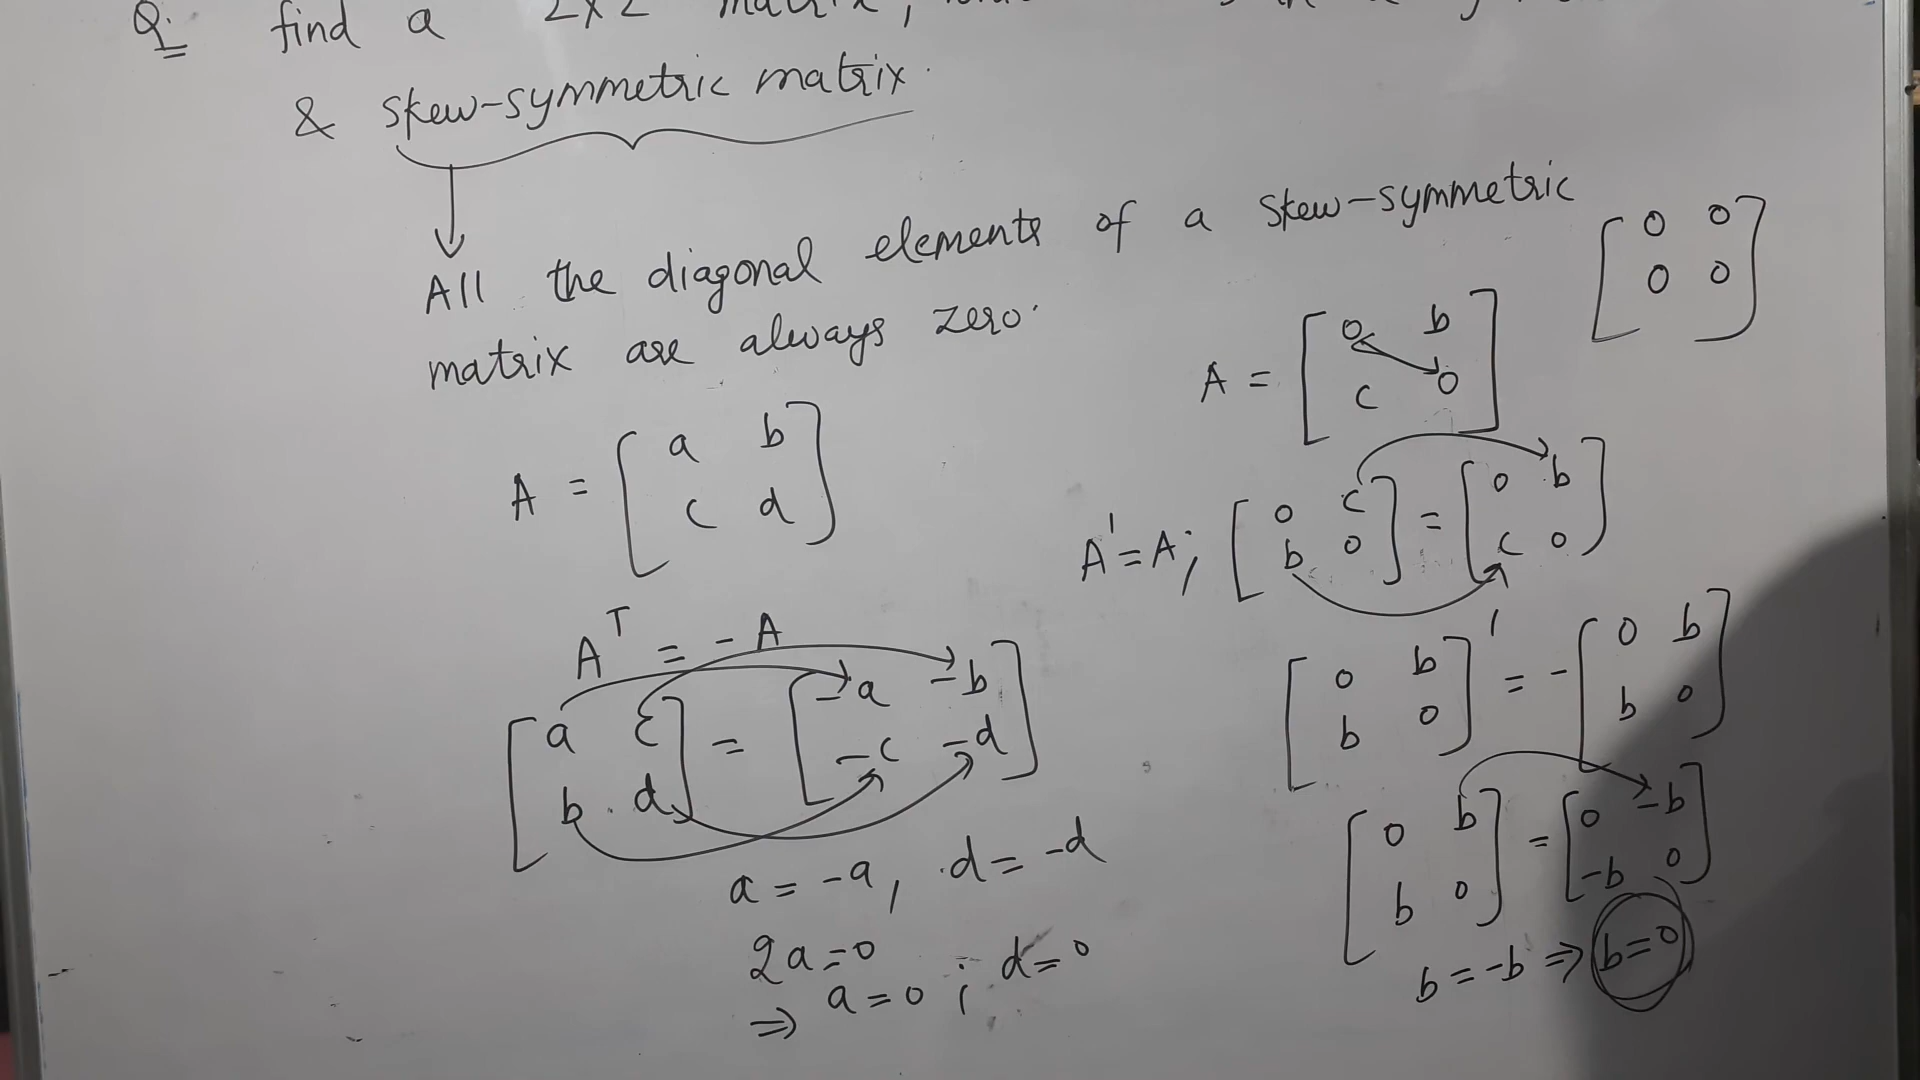 Q: find a 2x2 matrix,
& skew-symmetric matrix.
All the diagonal elements of a skew-symmetric
matrix are always zero.
A = [ a b
c d ]
A^T = -A
[ a c
b d ] = [ -a -b
-c -d ]
a = -a, d = -d
2a = 0
⇒ a = 0 ; d = 0
[ 0 0
0 0 ]
A = [ 0 b
c 0 ]
A' = A; [ 0 c
b 0 ] = [ 0 b
c 0 ]
[ 0 b
b 0 ]' = - [ 0 b
b 0 ]
[ 0 b
b 0 ] = [ 0 -b
-b 0 ]
b = -b ⇒ b = 0